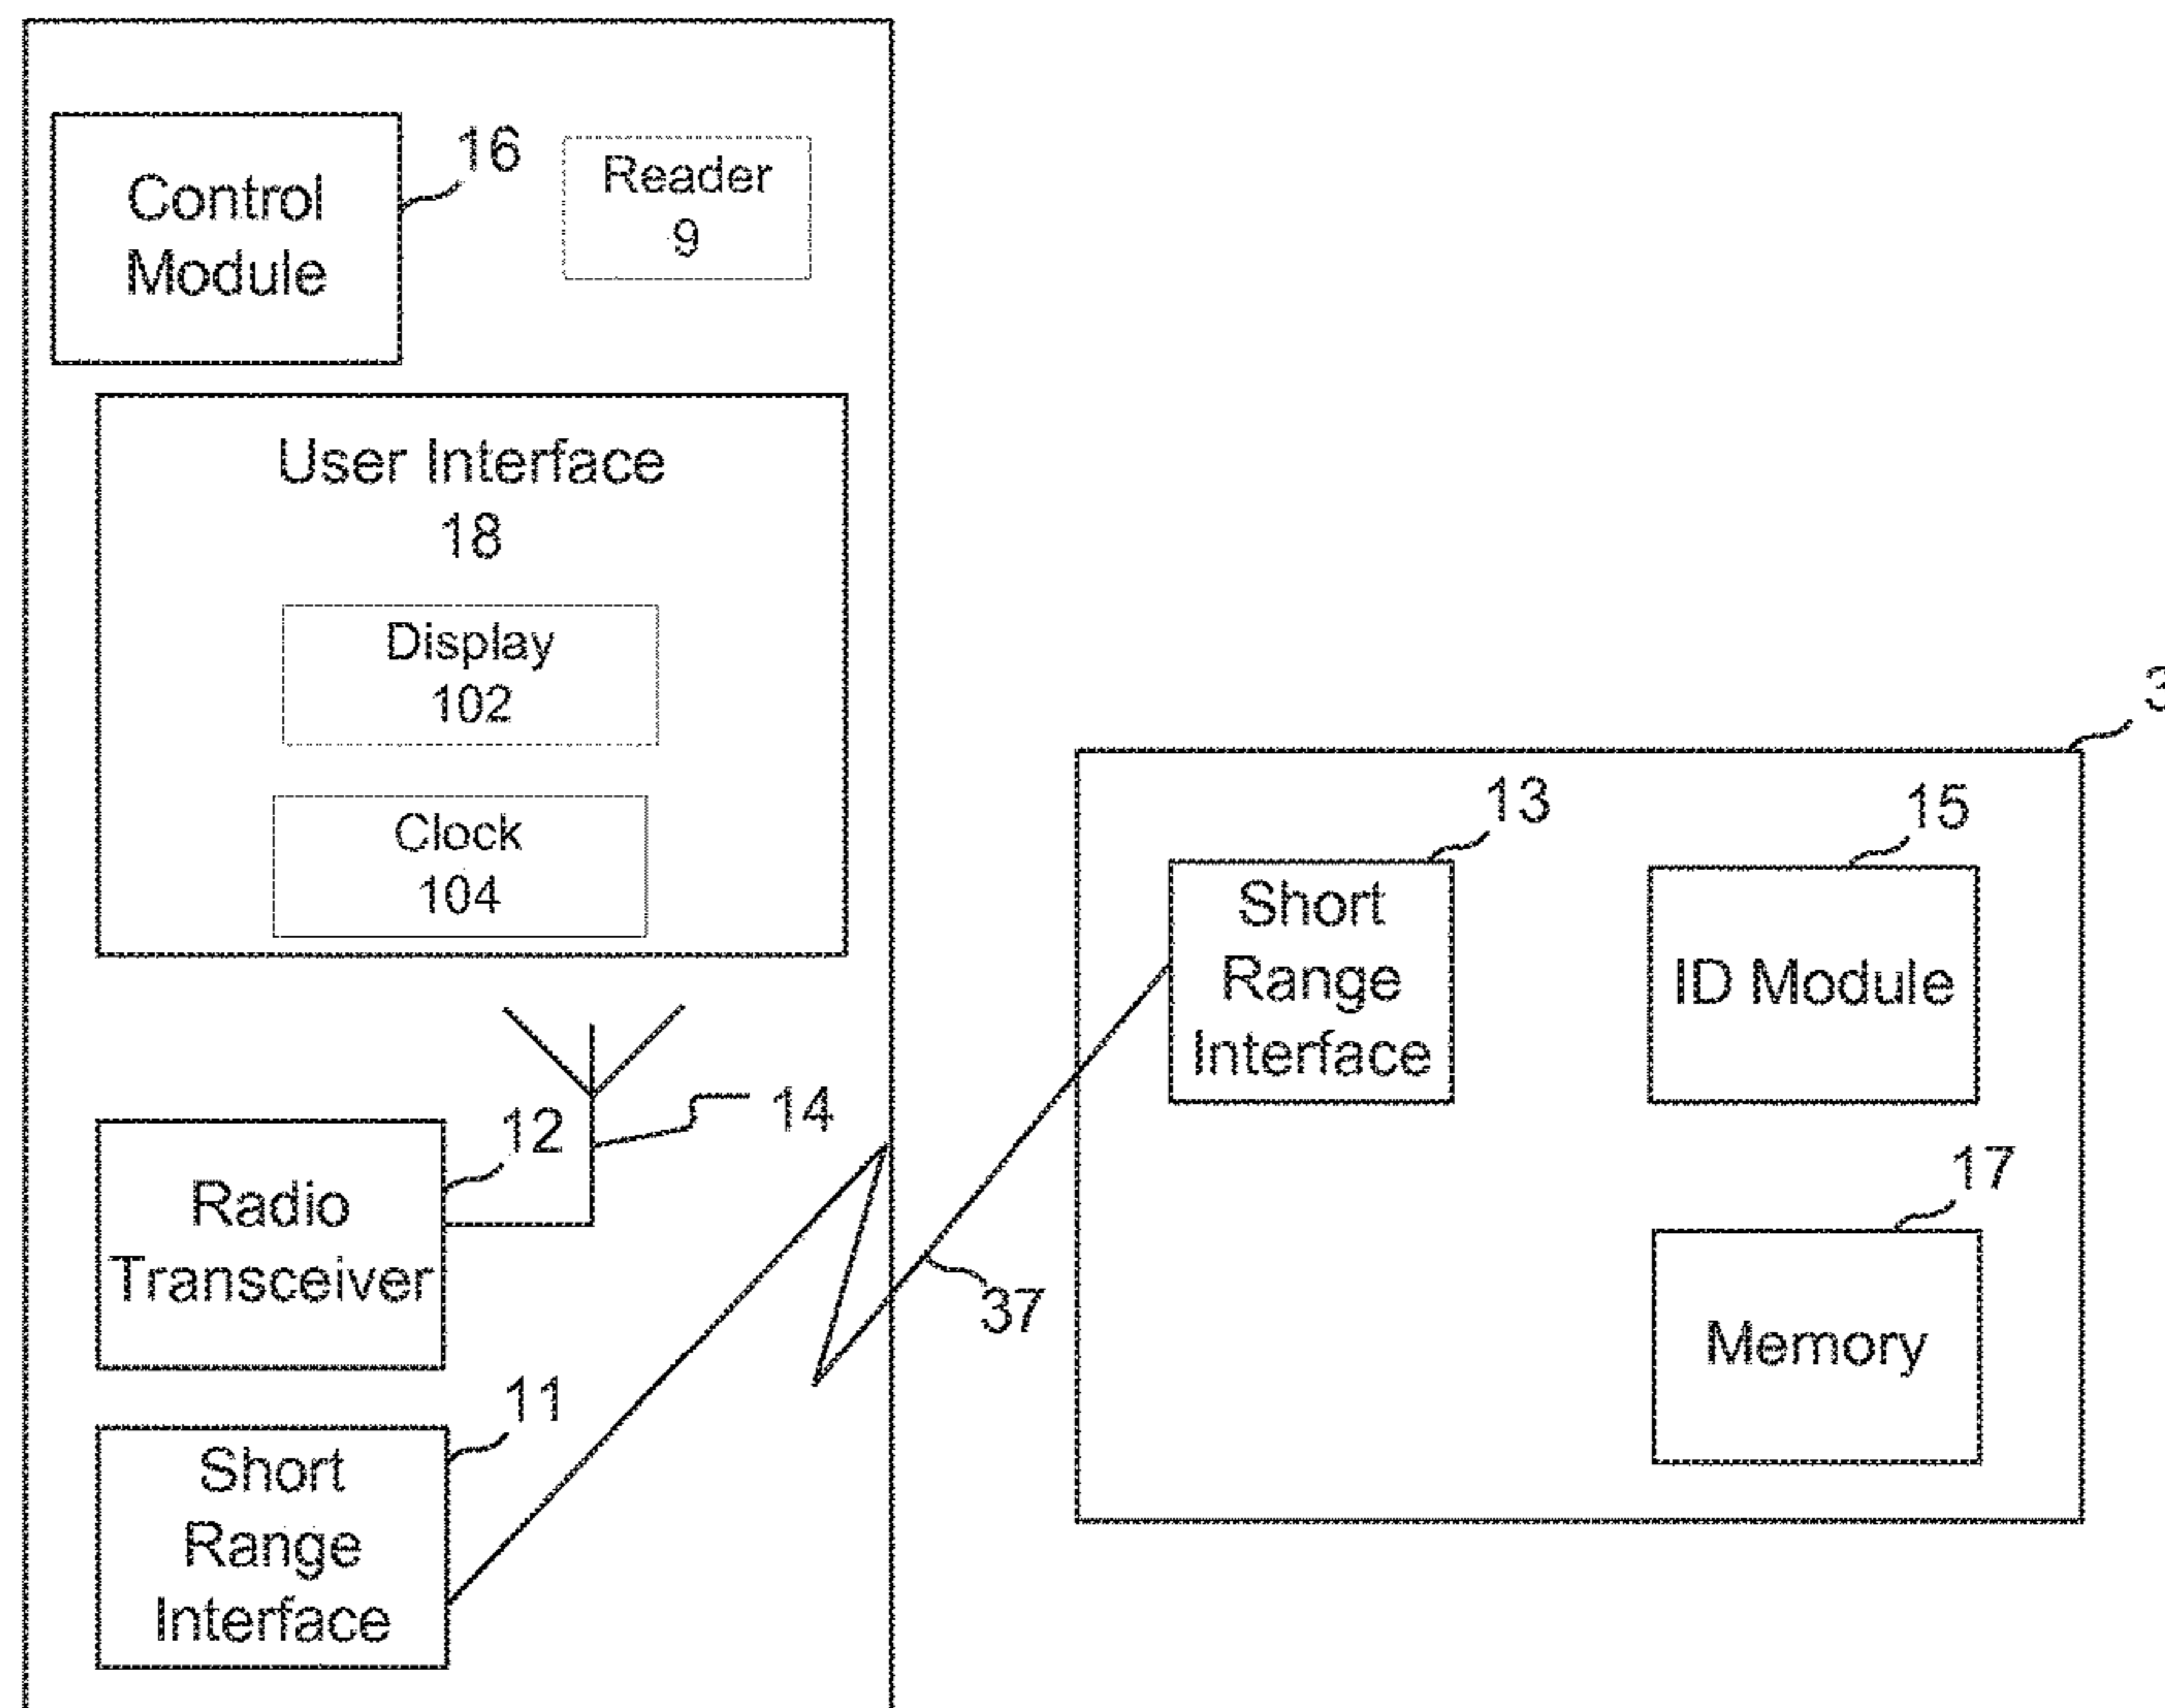 Control
Module
16
Reader
9
User Interface
18
Display
102
Clock
104
12
14
Radio
Transceiver
11
Short
Range
Interface
37
13
Short
Range
Interface
15
ID Module
17
Memory